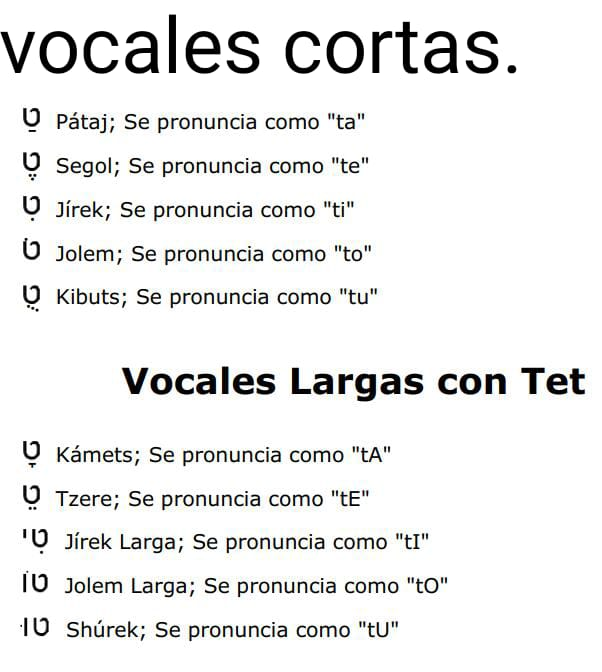 vocales cortas.
טַ Pátaj; Se pronuncia como "ta"
טֶ Segol; Se pronuncia como "te"
טִ Jírek; Se pronuncia como "ti"
טֹ Jolem; Se pronuncia como "to"
טֻ Kibuts; Se pronuncia como "tu"
Vocales Largas con Tet
טָ Kámets; Se pronuncia como "tA"
טֵ Tzere; Se pronuncia como "tE"
טִי Jírek Larga; Se pronuncia como "tI"
טוֹ Jolem Larga; Se pronuncia como "tO"
טוּ Shúrek; Se pronuncia como "tU"